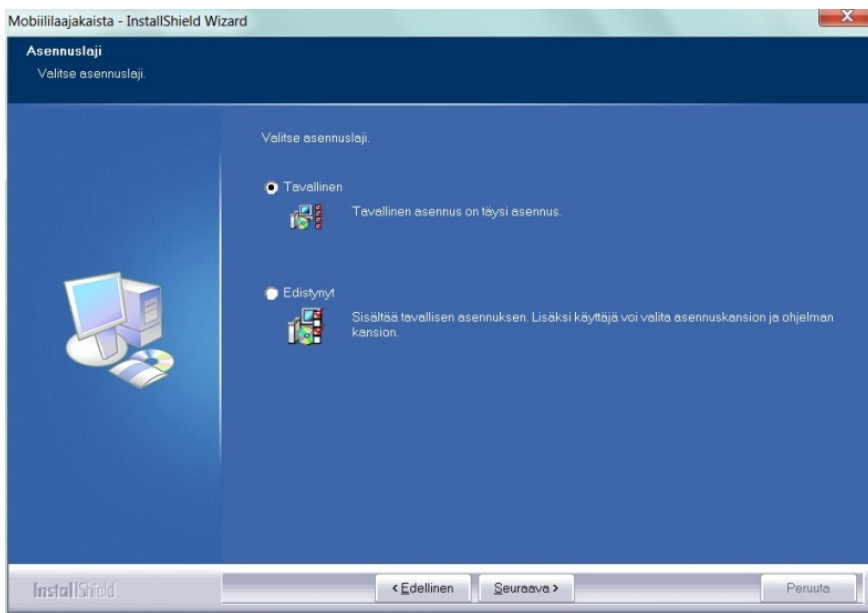 Mobiililaajakaista - InstallShield Wizard
X
Asennuslaji
Valitse asennuslaji.
Valitse asennuslaji.
Tavallinen
Tavallinen asennus on täysi asennus.
Edistynyt
Sisältää tavallisen asennuksen. Lisäksi käyttäjä voi valita asennuskansion ja ohjelman
kansion.
InstallShield
< Edellinen
Seuraava >
Peruuta